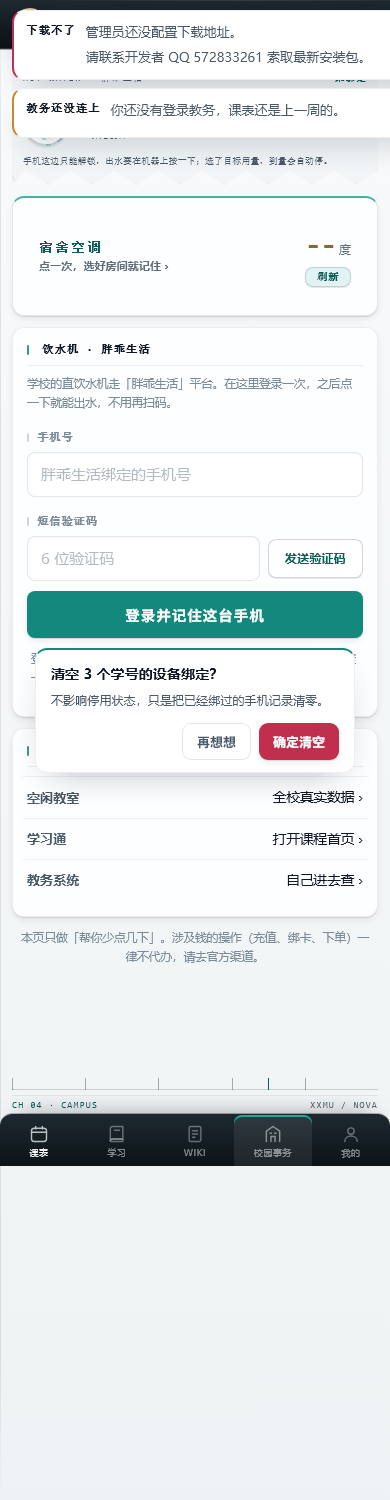 下载不了 管理员还没配置下载地址。
请联系开发者 QQ 572833261 索取最新安装包。
教务还没连上 你还没有登录教务，课表还是上一周的。
手机这边只能解锁，出水要在机器上按一下；选了目标用量，到量会自动停。
宿舍空调
-- 度
点一次，选好房间就记住 ›
刷新
饮水机 · 胖乖生活
学校的直饮水机走「胖乖生活」平台。在这里登录一次，之后点
一下就能出水，不用再扫码。
手机号
胖乖生活绑定的手机号
短信验证码
6 位验证码
发送验证码
登录并记住这台手机
清空 3 个学号的设备绑定？
不影响停用状态，只是把已经绑过的手机记录清零。
再想想 确定清空
空闲教室 全校真实数据 ›
学习通 打开课程首页 ›
教务系统 自己进去查 ›
本页只做「帮你少点几下」。涉及钱的操作（充值、绑卡、下单）一
律不代办，请去官方渠道。
CH 04 · CAMPUS XXMU / NOVA
课表 学习 WIKI 校园事务 我的